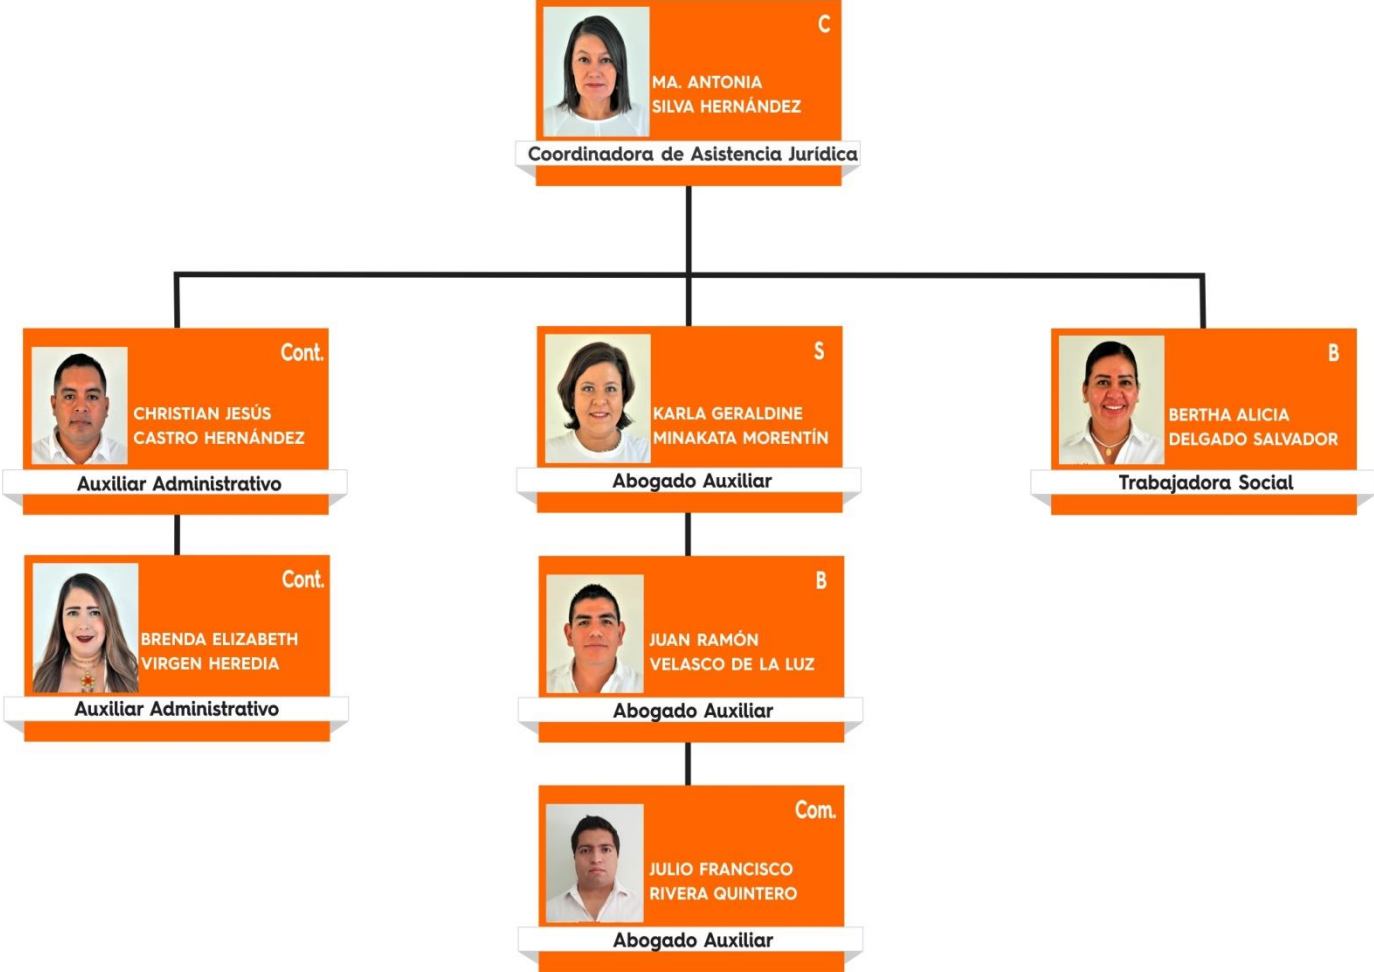 C
MA. ANTONIA
SILVA HERNÁNDEZ
Coordinadora de Asistencia Jurídica
Cont.
CHRISTIAN JESÚS
CASTRO HERNÁNDEZ
Auxiliar Administrativo
S
KARLA GERALDINE
MINAKATA MORENTÍN
Abogado Auxiliar
B
BERTHA ALICIA
DELGADO SALVADOR
Trabajadora Social
Cont.
BRENDA ELIZABETH
VIRGEN HEREDIA
Auxiliar Administrativo
B
JUAN RAMÓN
VELASCO DE LA LUZ
Abogado Auxiliar
Com.
JULIO FRANCISCO
RIVERA QUINTERO
Abogado Auxiliar